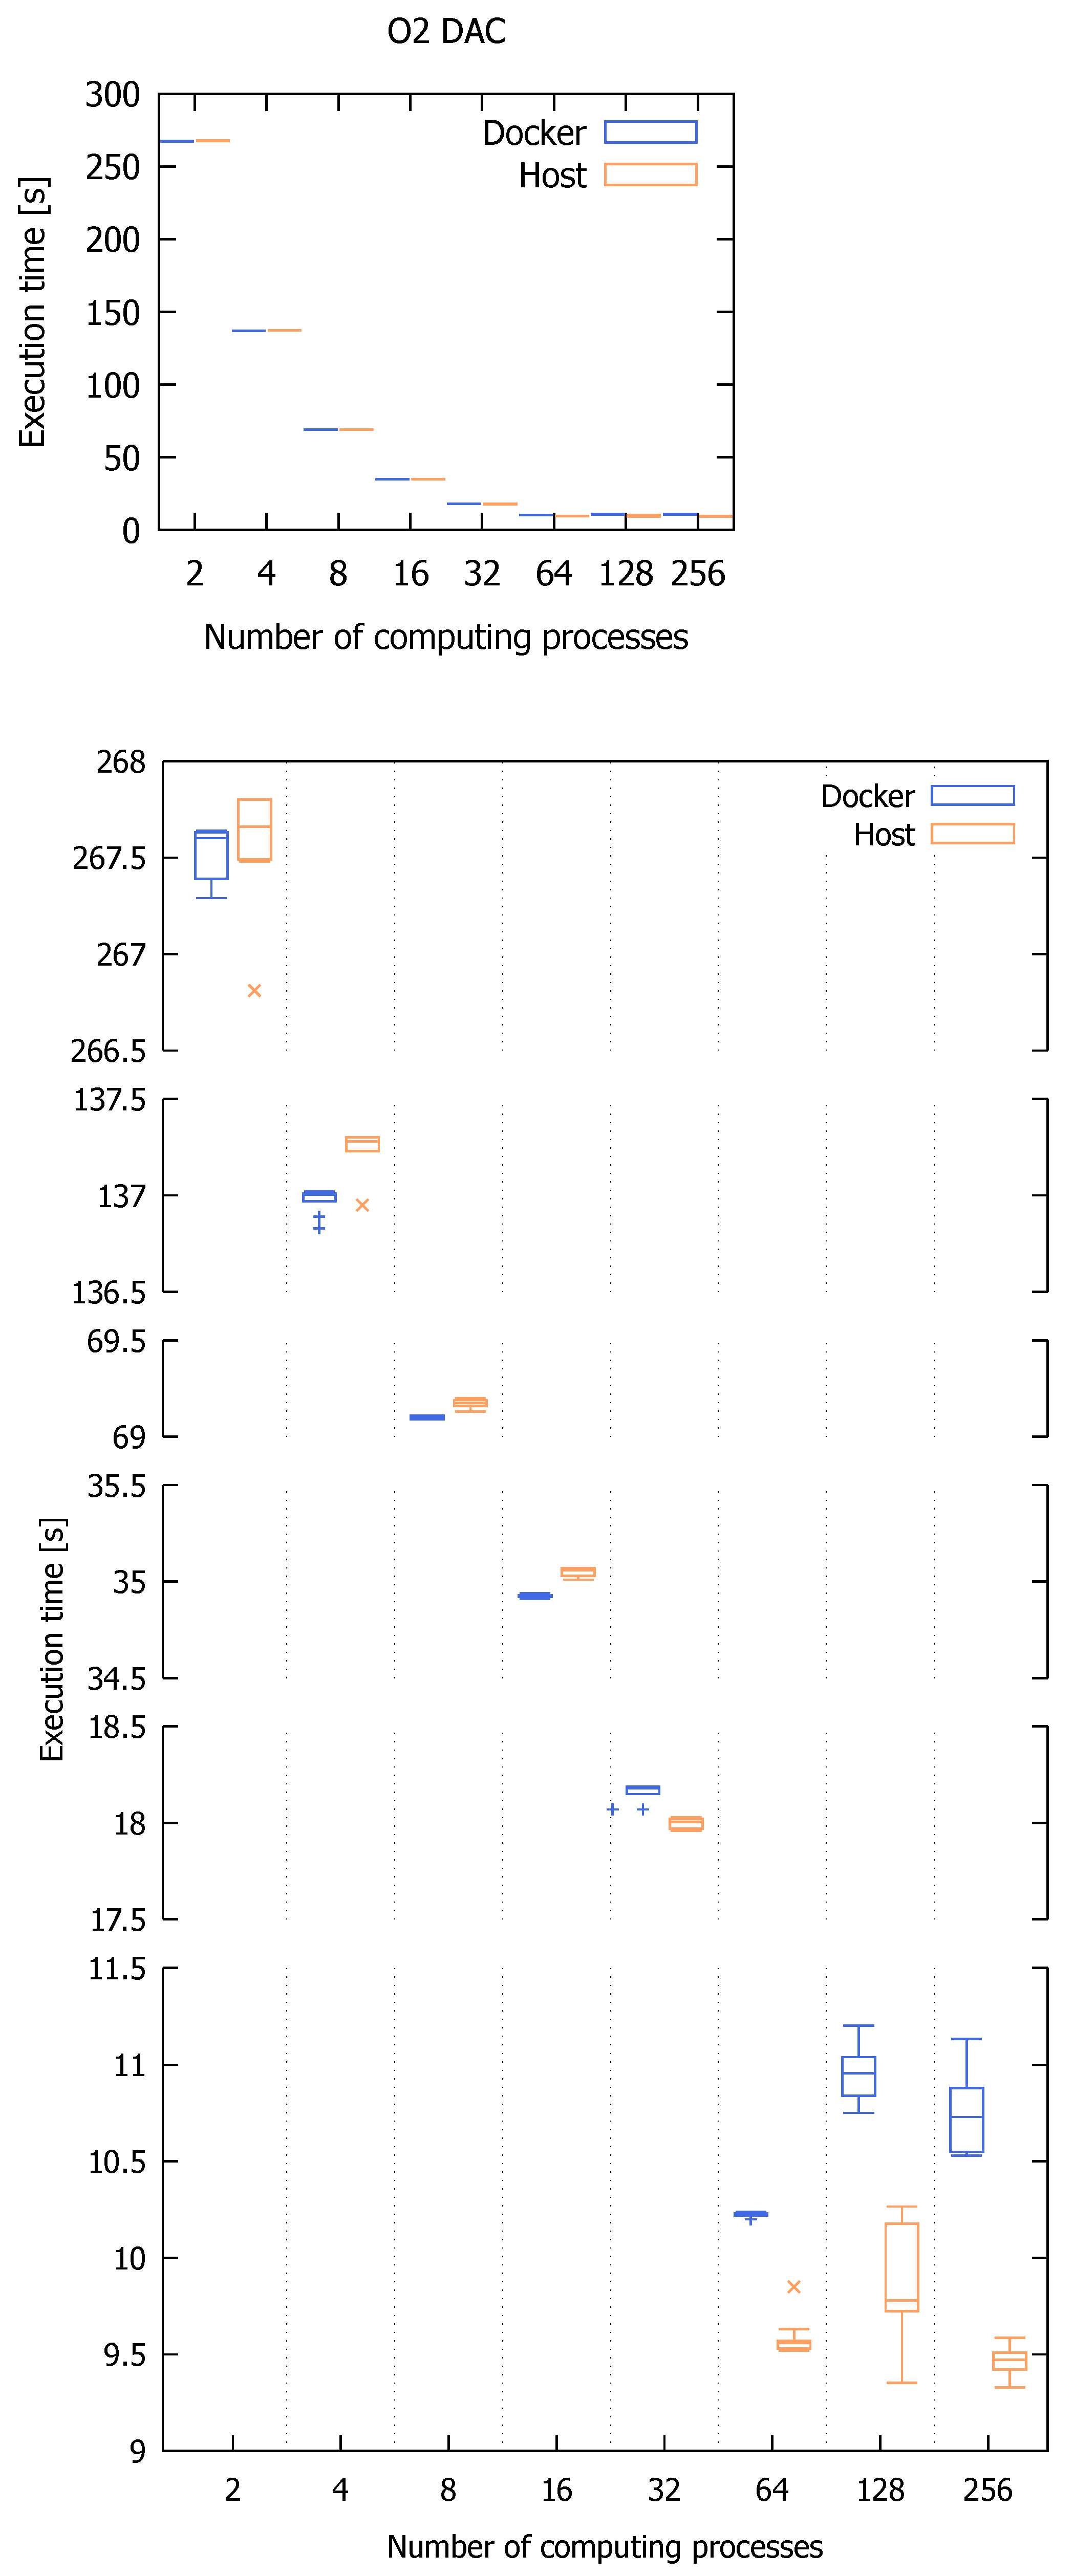 O2 DAC
300
250
200
150
100
50
0
Execution time [s]
Docker
Host
2 4 8 16 32 64 128 256
Number of computing processes
268
267.5
267
266.5
137.5
137
136.5
69.5
69
35.5
35
34.5
18.5
18
17.5
11.5
11
10.5
10
9.5
9
Execution time [s]
Docker
Host
2 4 8 16 32 64 128 256
Number of computing processes